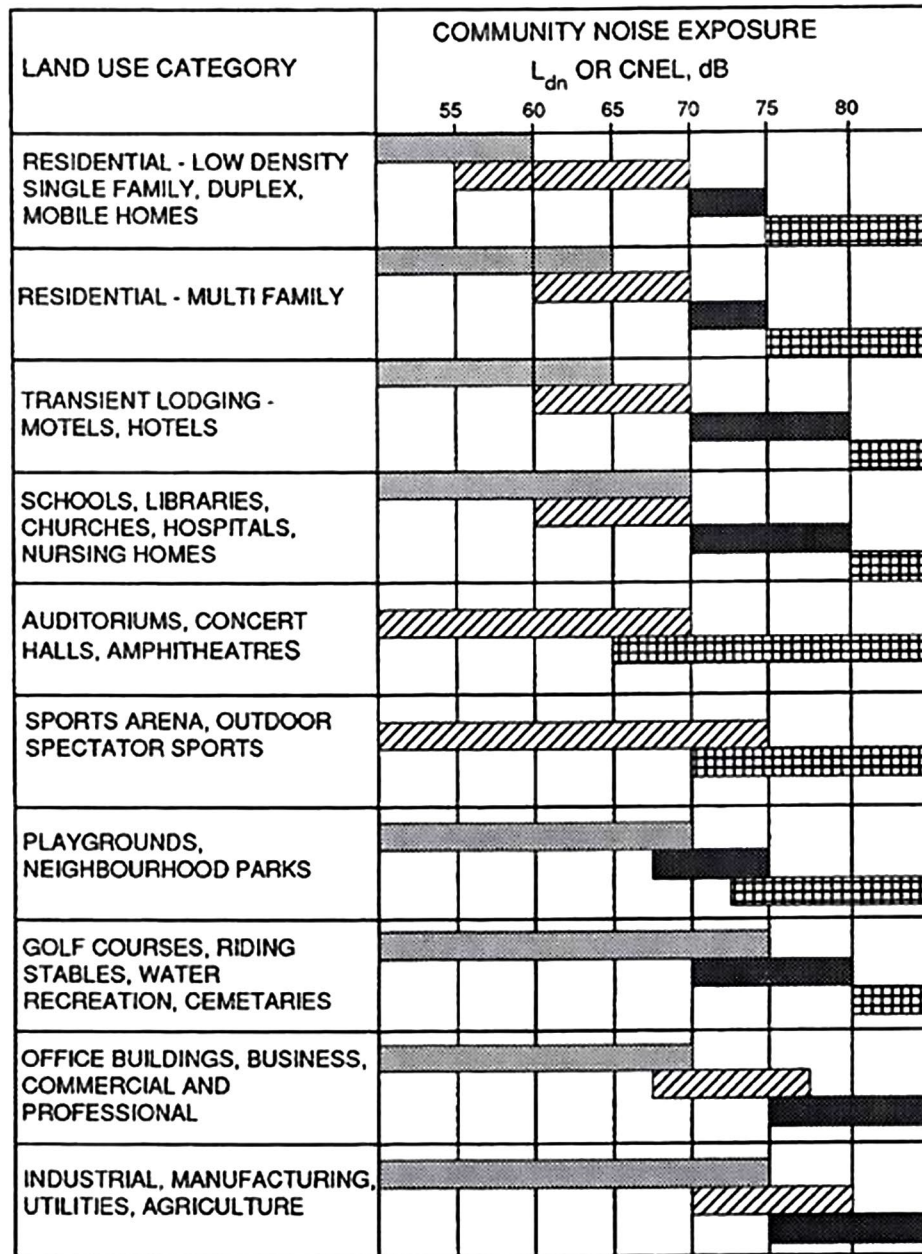 LAND USE CATEGORY
COMMUNITY NOISE EXPOSURE
Ldn OR CNEL, dB
55 60 65 70 75 80
RESIDENTIAL - LOW DENSITY
SINGLE FAMILY, DUPLEX,
MOBILE HOMES
RESIDENTIAL - MULTI FAMILY
TRANSIENT LODGING -
MOTELS, HOTELS
SCHOOLS, LIBRARIES,
CHURCHES, HOSPITALS,
NURSING HOMES
AUDITORIUMS, CONCERT
HALLS, AMPHITHEATRES
SPORTS ARENA, OUTDOOR
SPECTATOR SPORTS
PLAYGROUNDS,
NEIGHBOURHOOD PARKS
GOLF COURSES, RIDING
STABLES, WATER
RECREATION, CEMETARIES
OFFICE BUILDINGS, BUSINESS,
COMMERCIAL AND
PROFESSIONAL
INDUSTRIAL, MANUFACTURING,
UTILITIES, AGRICULTURE